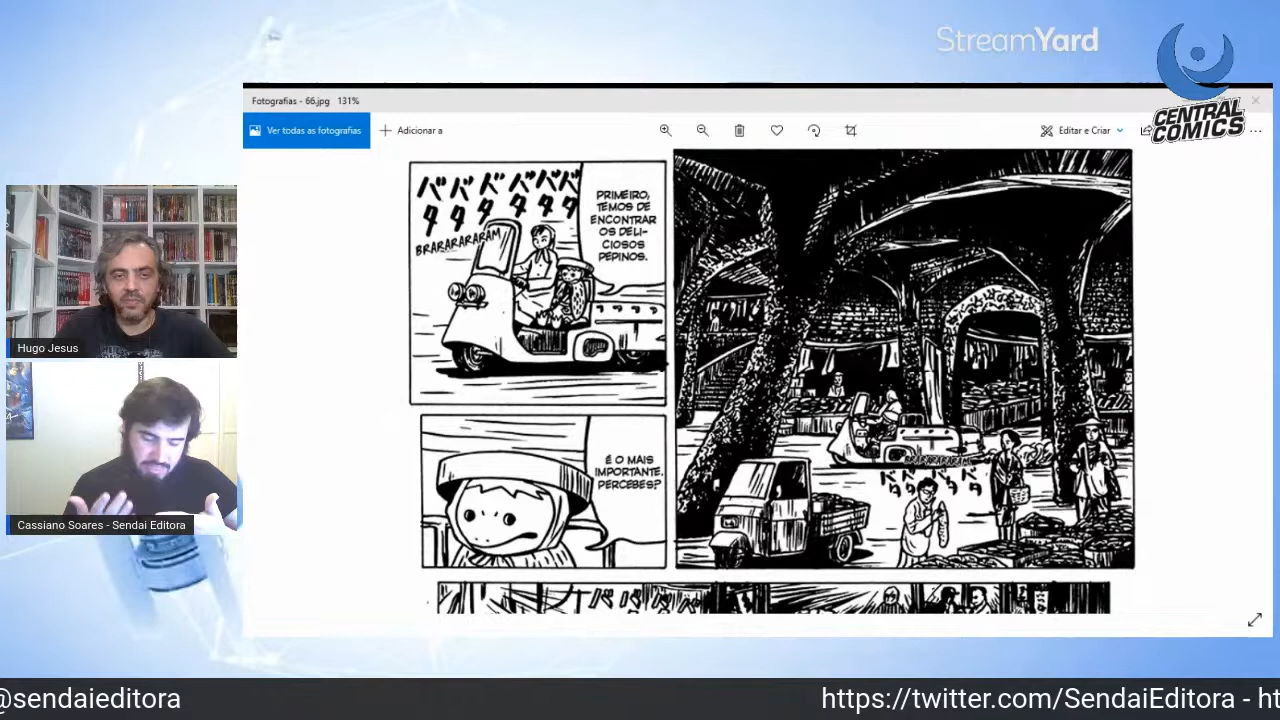 StreamYard
CENTRAL
COMICS
Fotografias - 66.jpg 131%
Ver todas as fotografias
Adicionar a
Editar e Criar
ババババババ
タタタタタタ
BRARARARARAM
PRIMEIRO,
TEMOS DE
ENCONTRAR
OS DELI-
CIOSOS
PEPINOS.
É O MAIS
IMPORTANTE,
PERCEBES?
Hugo Jesus
Cassiano Soares - Sendai Editora
@sendaieditora
https://twitter.com/SendaiEditora - ht